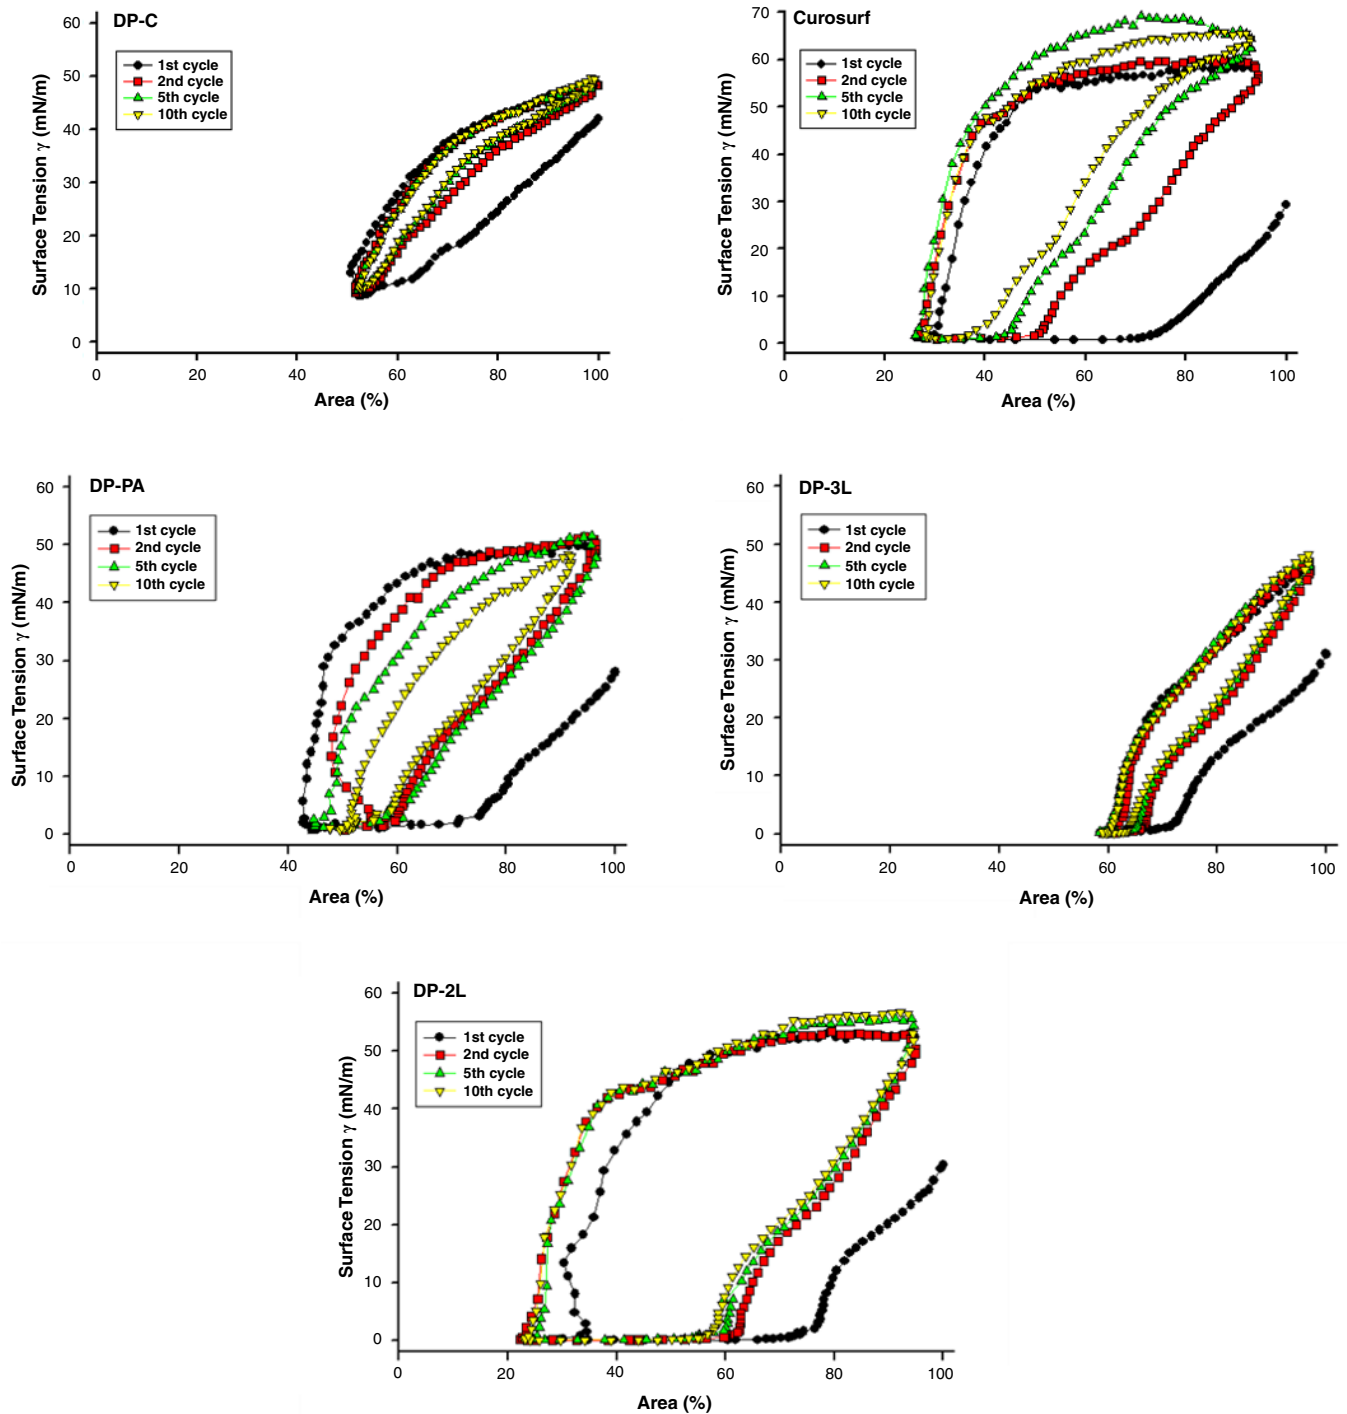 DP-C
60
50
40
30
20
10
0
Surface Tension γ (mN/m)
1st cycle
2nd cycle
5th cycle
10th cycle
0 20 40 60 80 100
Area (%)
Curosurf
70
60
50
40
30
20
10
0
Surface Tension γ (mN/m)
1st cycle
2nd cycle
5th cycle
10th cycle
0 20 40 60 80 100
Area (%)
DP-PA
60
50
40
30
20
10
0
Surface Tension γ (mN/m)
1st cycle
2nd cycle
5th cycle
10th cycle
0 20 40 60 80 100
Area (%)
DP-3L
60
50
40
30
20
10
0
Surface Tension γ (mN/m)
1st cycle
2nd cycle
5th cycle
10th cycle
0 20 40 60 80 100
Area (%)
DP-2L
60
50
40
30
20
10
0
Surface Tension γ (mN/m)
1st cycle
2nd cycle
5th cycle
10th cycle
0 20 40 60 80 100
Area (%)